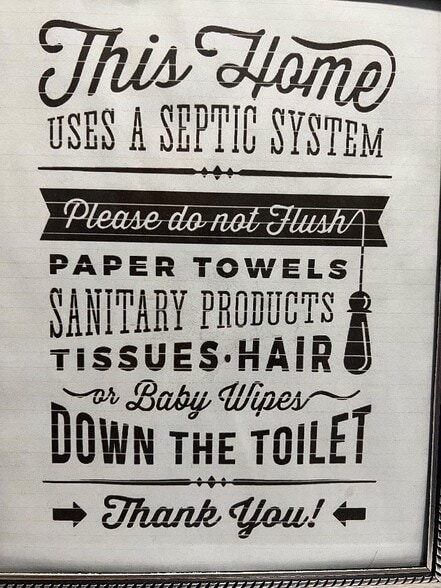 This Home
USES A SEPTIC SYSTEM
Please do not Flush
PAPER TOWELS
SANITARY PRODUCTS
TISSUES • HAIR
or Baby Wipes
DOWN THE TOILET
Thank You!